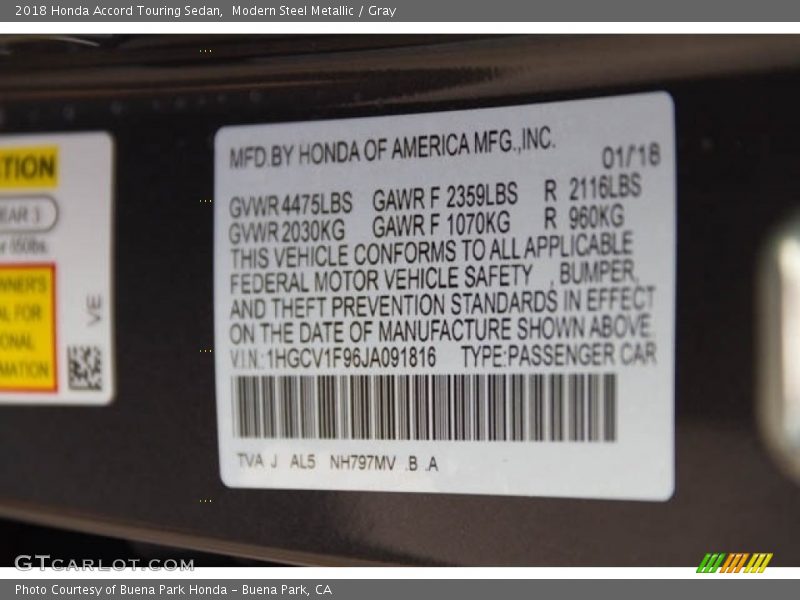 2018 Honda Accord Touring Sedan, Modern Steel Metallic / Gray
TION
EAR 3
VE
MFD.BY HONDA OF AMERICA MFG.,INC.
01/'18
GVWR 4475LBS GAWR F 2359LBS R 2116LBS
GVWR 2030KG GAWR F 1070KG R 960KG
THIS VEHICLE CONFORMS TO ALL APPLICABLE
FEDERAL MOTOR VEHICLE SAFETY , BUMPER,
AND THEFT PREVENTION STANDARDS IN EFFECT
ON THE DATE OF MANUFACTURE SHOWN ABOVE.
V.I.N.: 1HGCV1F96JA091816 TYPE:PASSENGER CAR
TVA J AL5 NH797MV .B .A
GTCARLOT.COM
Photo Courtesy of Buena Park Honda - Buena Park, CA